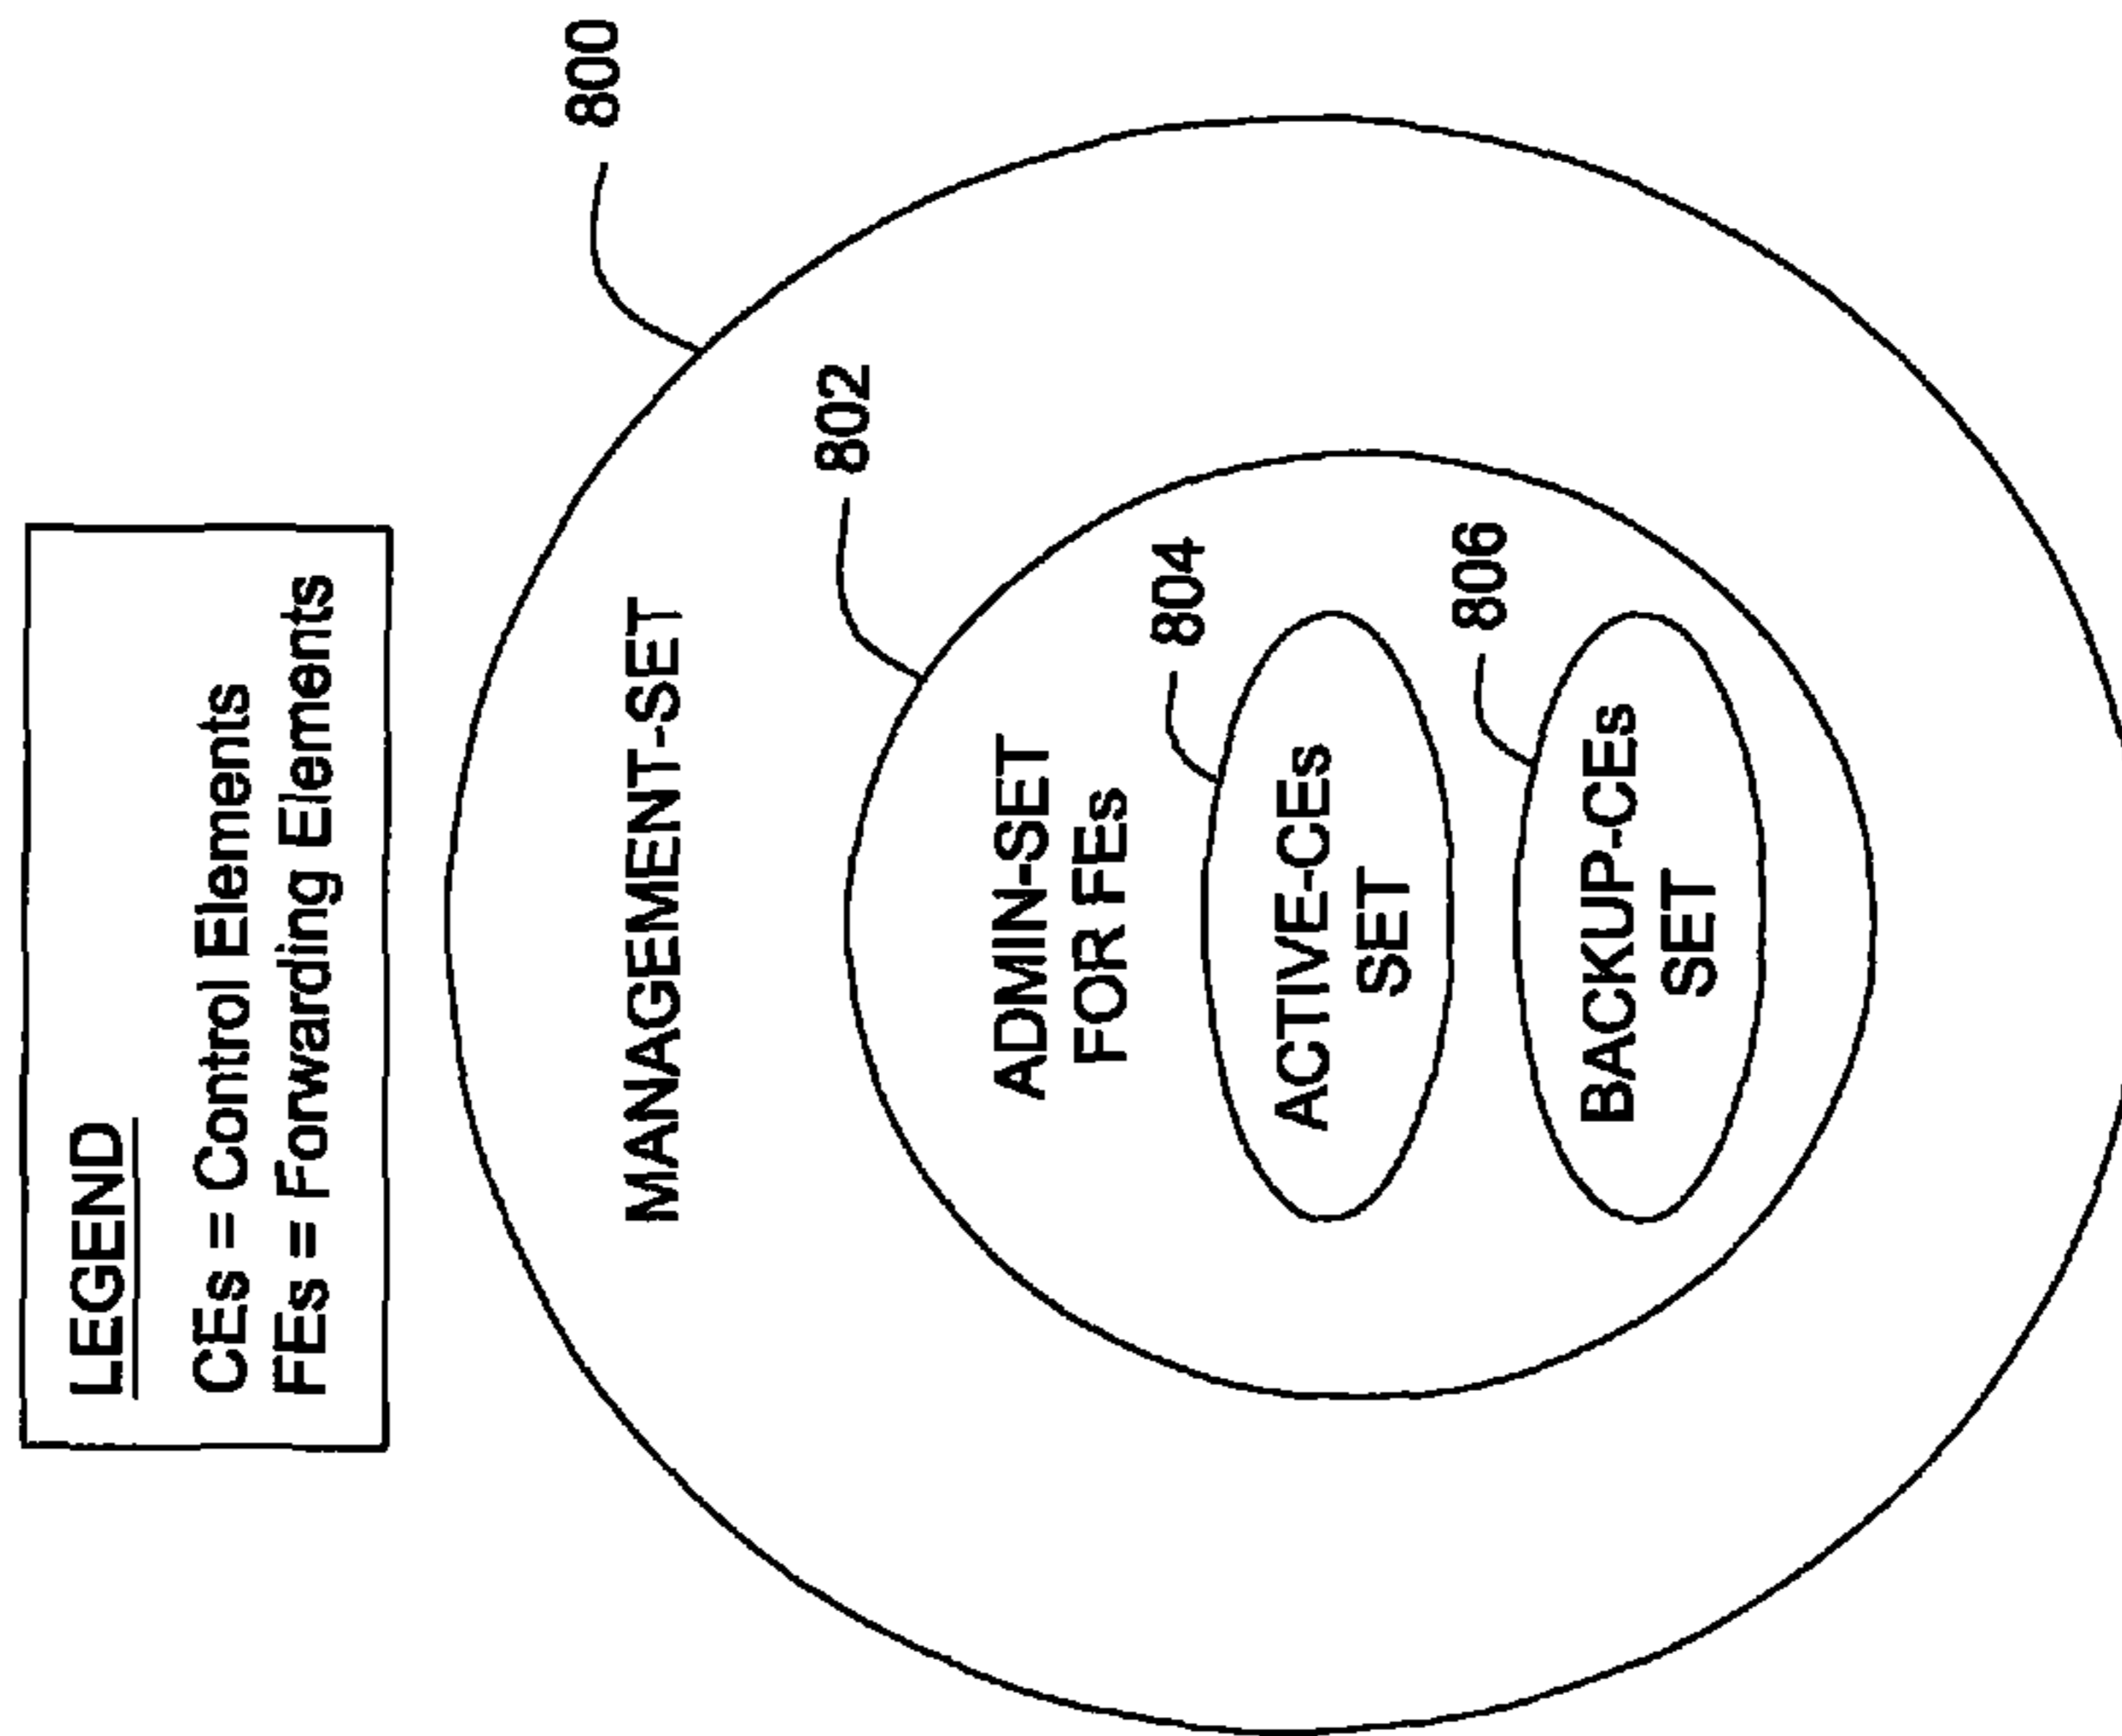 LEGEND
CEs = Control Elements
FEs = Forwarding Elements
800
MANAGEMENT-SET
802
ADMIN-SET
FOR FEs
804
ACTIVE-CEs
SET
806
BACKUP-CEs
SET